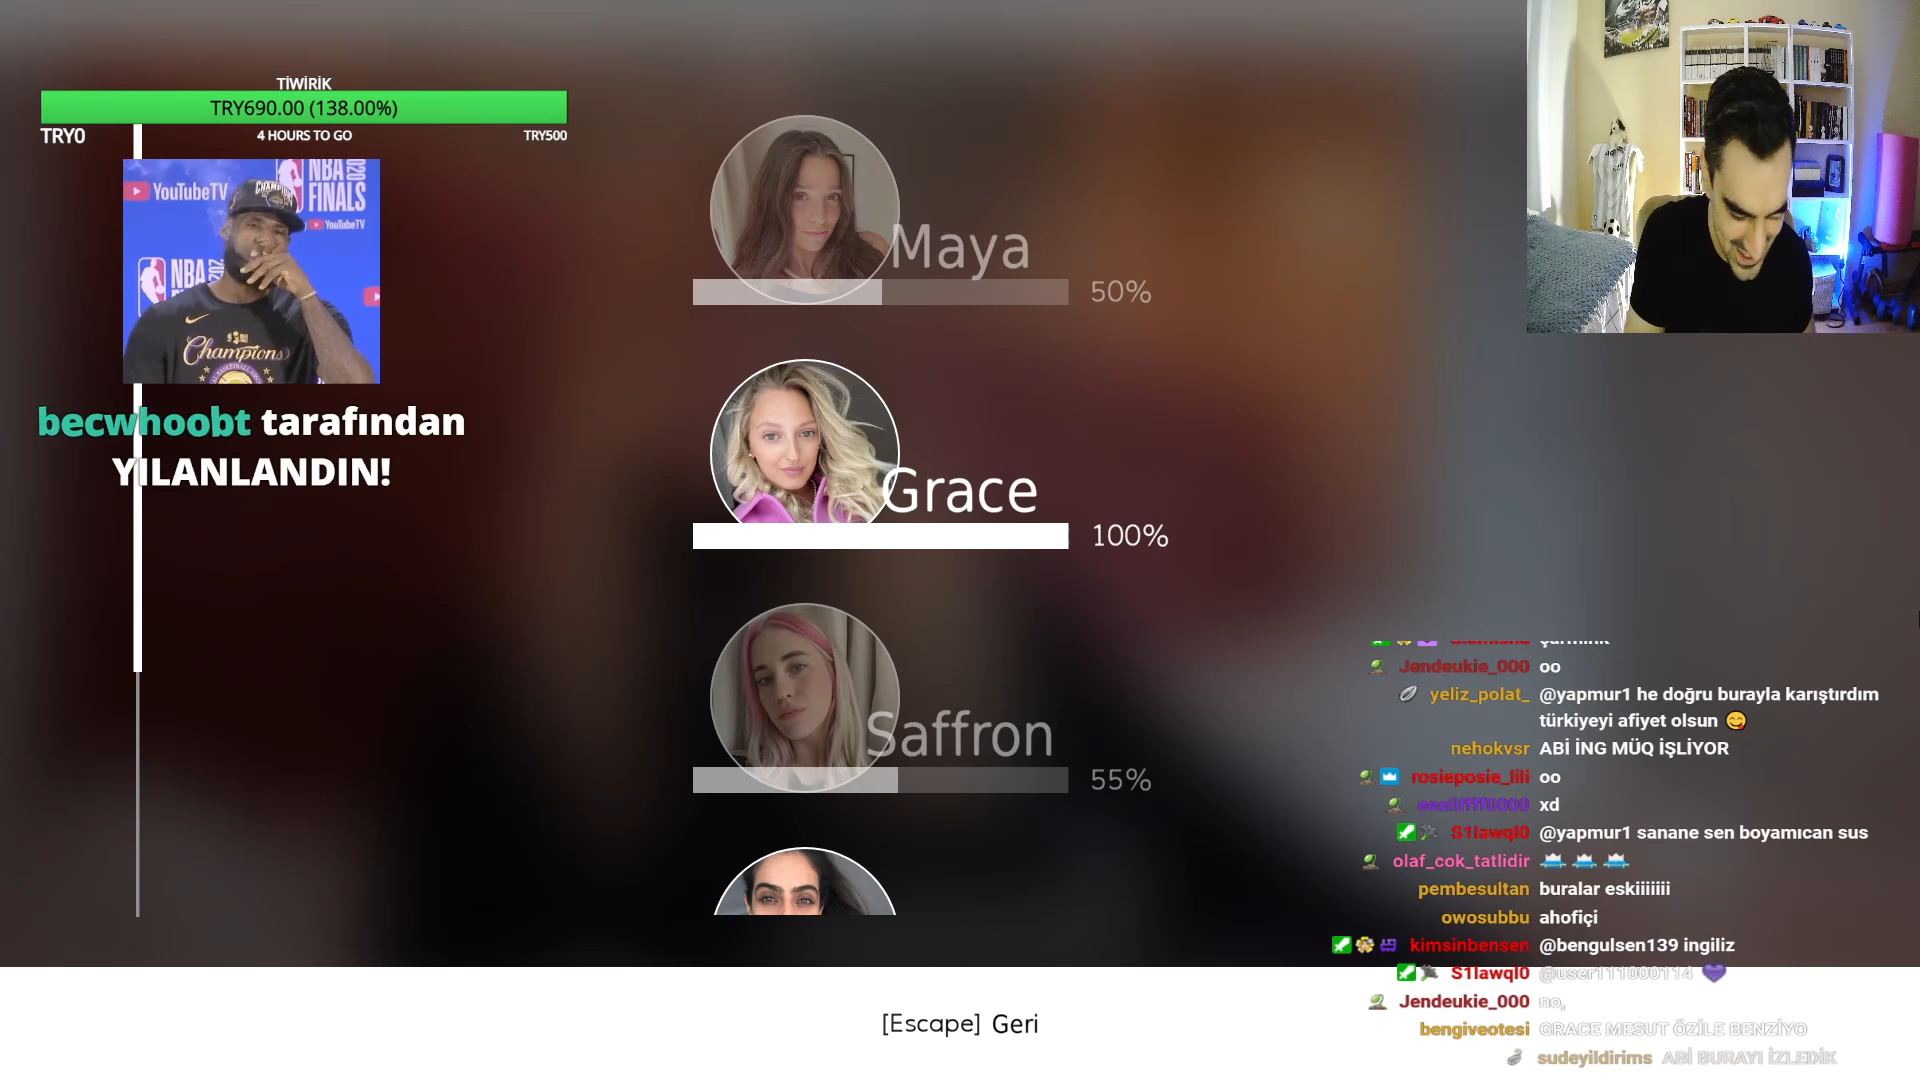 TİWİRİK
TRY690.00 (138.00%)
TRY0
4 HOURS TO GO
TRY500
YouTubeTV
NBA
FINALS
2020
YouTubeTV
NBA
Champions
becwhoobt tarafından
YILANLANDIN!
Maya
50%
Grace
100%
Saffron
55%
[Escape] Geri
Jendeukie_000 oo
yeliz_polat_ @yapmur1 he doğru burayla karıştırdım
türkiyeyi afiyet olsun 😋
nehokvsr ABİ İNG MÜQ İŞLİYOR
rosieposie_lili oo
eeeliffff0000 xd
S1lawql0 @yapmur1 sanane sen boyamıcan sus
olaf_cok_tatlidir
pembesultan buralar eskiiiiiii
owosubbu ahofiçi
kimsinbensen @bengulsen139 ingiliz
S1lawql0 @user111000114 💜
Jendeukie_000 no,
bengiveotesi GRACE MESUT ÖZİLE BENZİYO
sudeyildirims ABİ BURAYI İZLEDİK